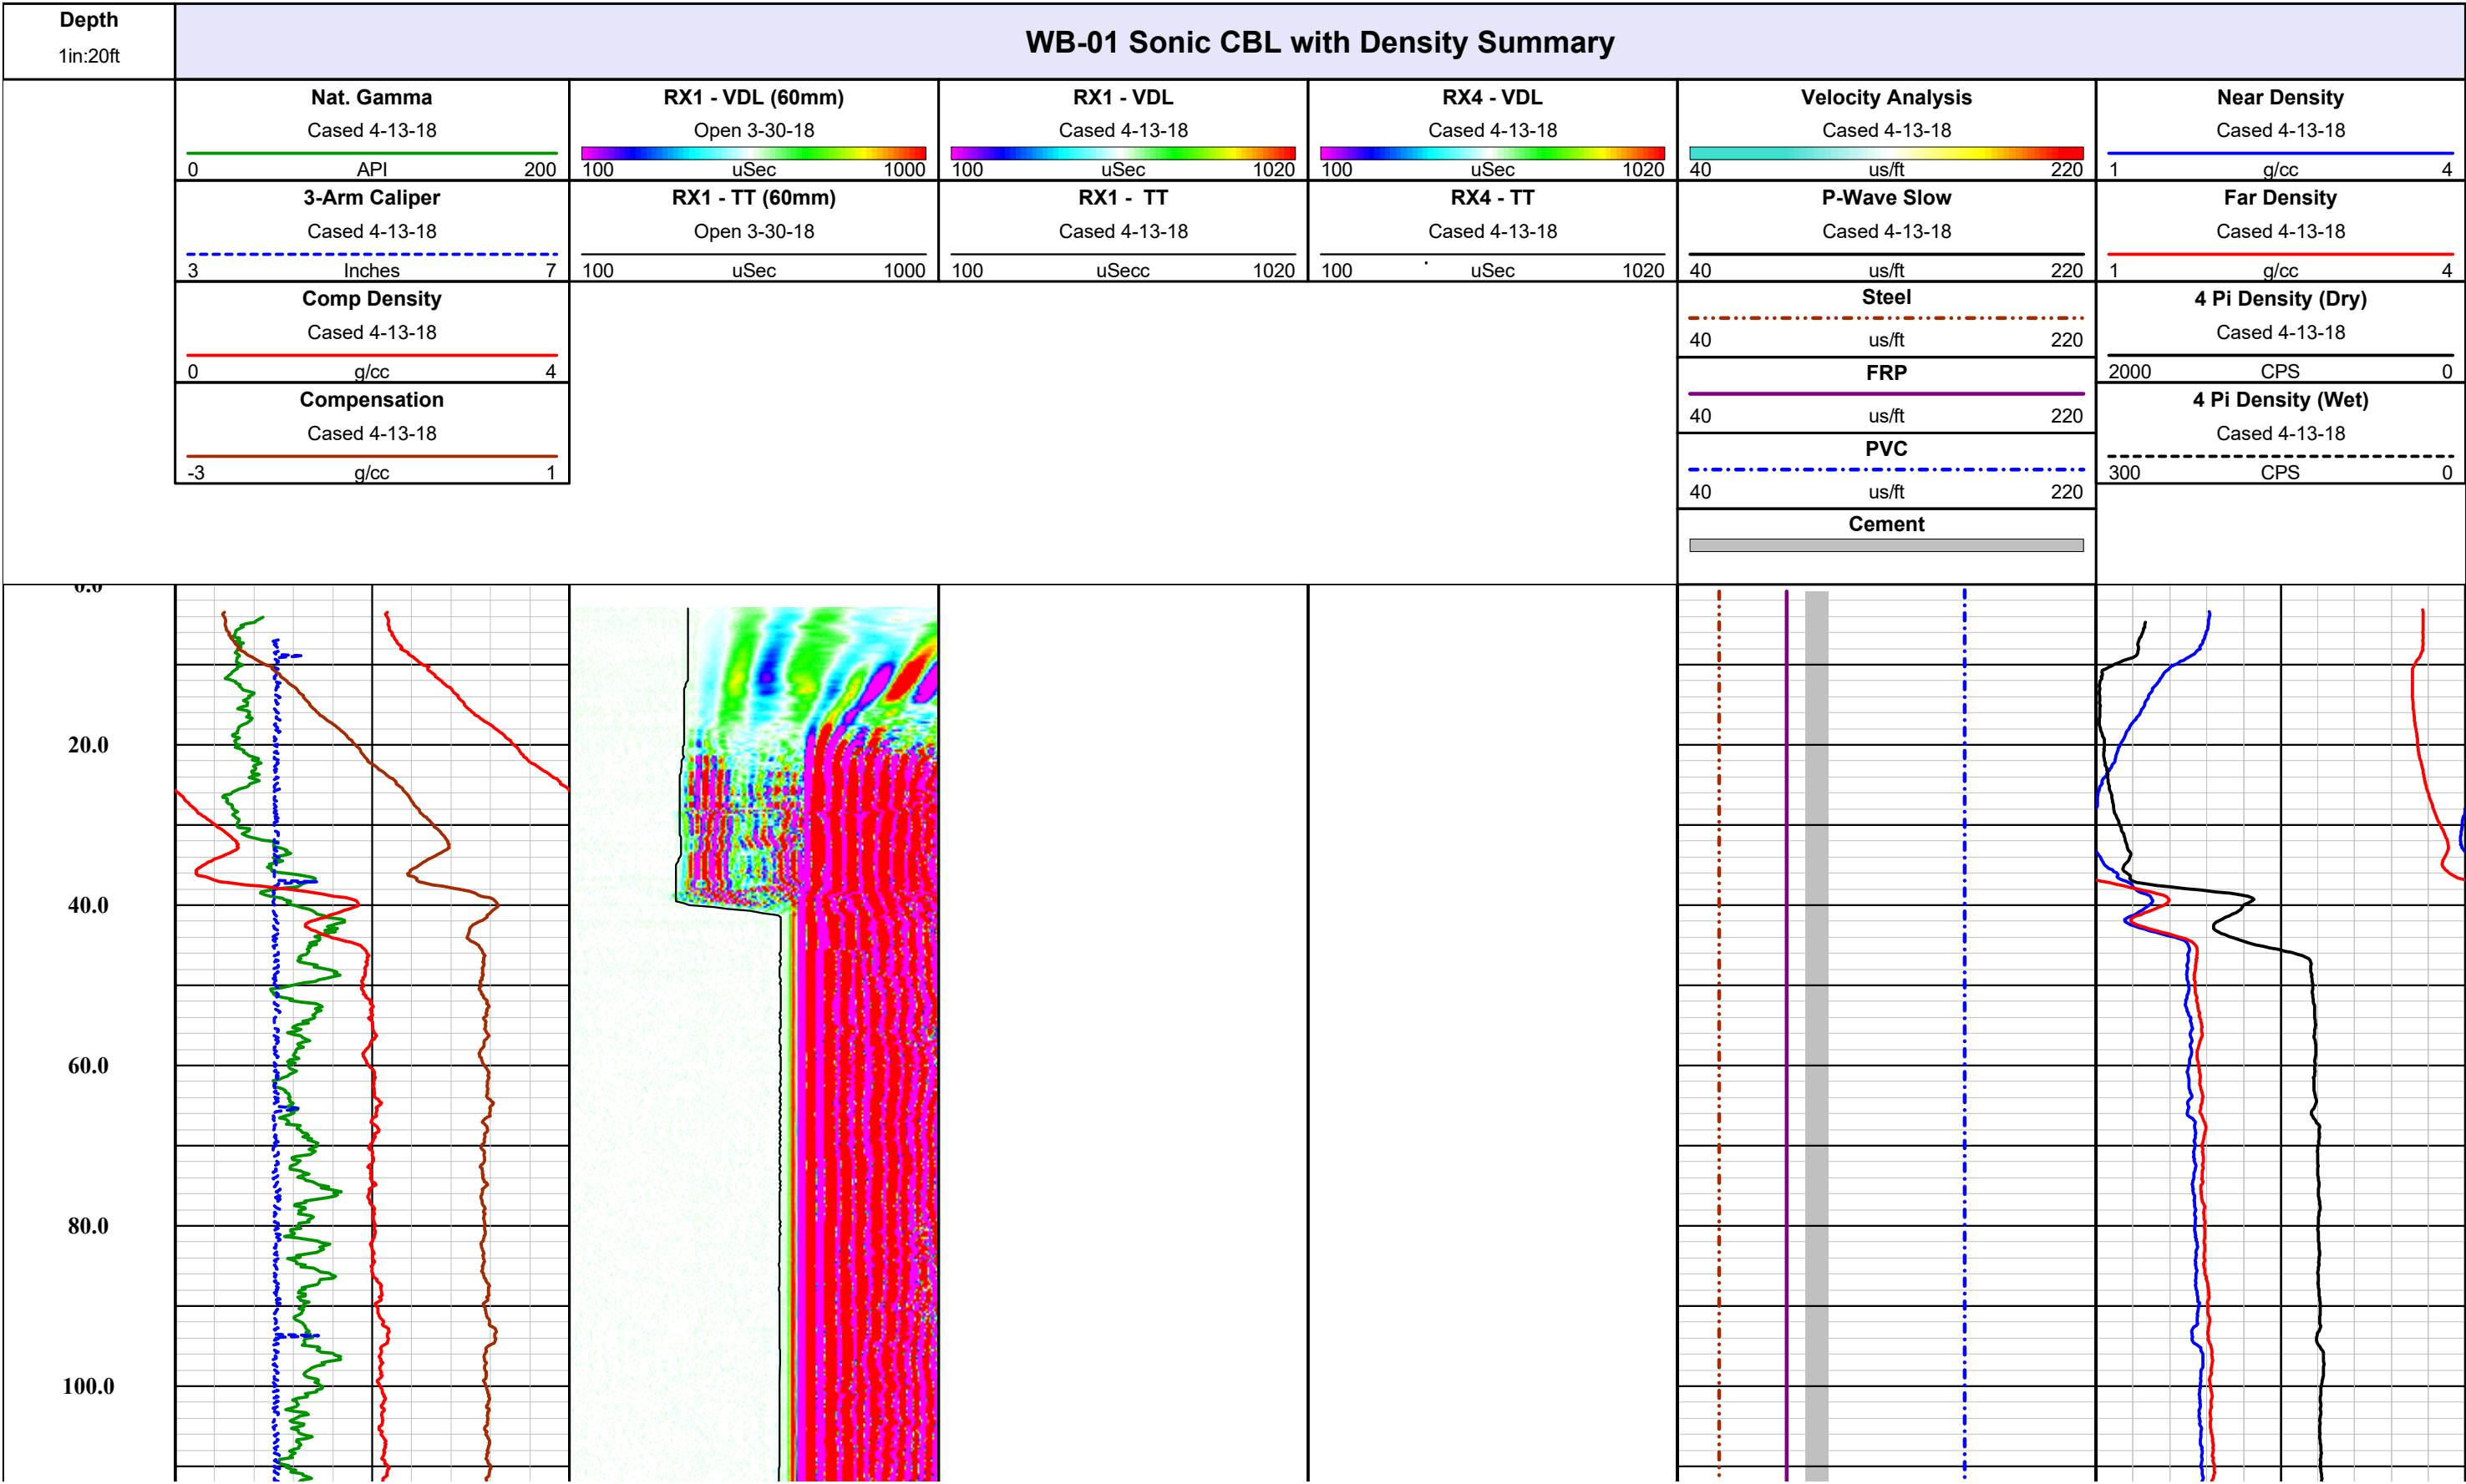 Depth
1in:20ft
WB-01 Sonic CBL with Density Summary
Nat. Gamma
Cased 4-13-18
0 API 200
3-Arm Caliper
Cased 4-13-18
3 Inches 7
Comp Density
Cased 4-13-18
0 g/cc 4
Compensation
Cased 4-13-18
-3 g/cc 1
RX1 - VDL (60mm)
Open 3-30-18
100 uSec 1000
RX1 - TT (60mm)
Open 3-30-18
100 uSec 1000
RX1 - VDL
Cased 4-13-18
100 uSec 1020
RX1 - TT
Cased 4-13-18
100 uSecc 1020
RX4 - VDL
Cased 4-13-18
100 uSec 1020
RX4 - TT
Cased 4-13-18
100 uSec 1020
Velocity Analysis
Cased 4-13-18
40 us/ft 220
P-Wave Slow
Cased 4-13-18
40 us/ft 220
Steel
40 us/ft 220
FRP
40 us/ft 220
PVC
40 us/ft 220
Cement
Near Density
Cased 4-13-18
1 g/cc 4
Far Density
Cased 4-13-18
1 g/cc 4
4 Pi Density (Dry)
Cased 4-13-18
2000 CPS 0
4 Pi Density (Wet)
Cased 4-13-18
300 CPS 0
0.0
20.0
40.0
60.0
80.0
100.0